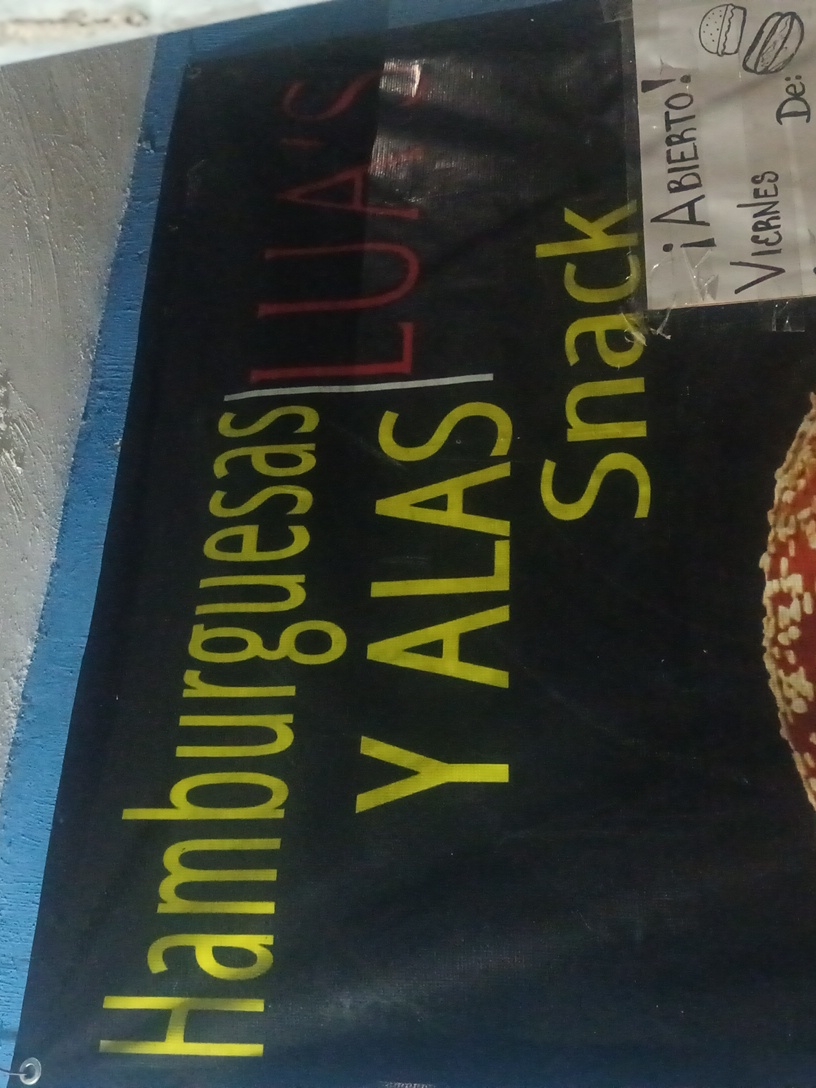 Hamburguesas LUA'S
Y ALAS
Snack
¡ABIERTO!
VIERNES
De: